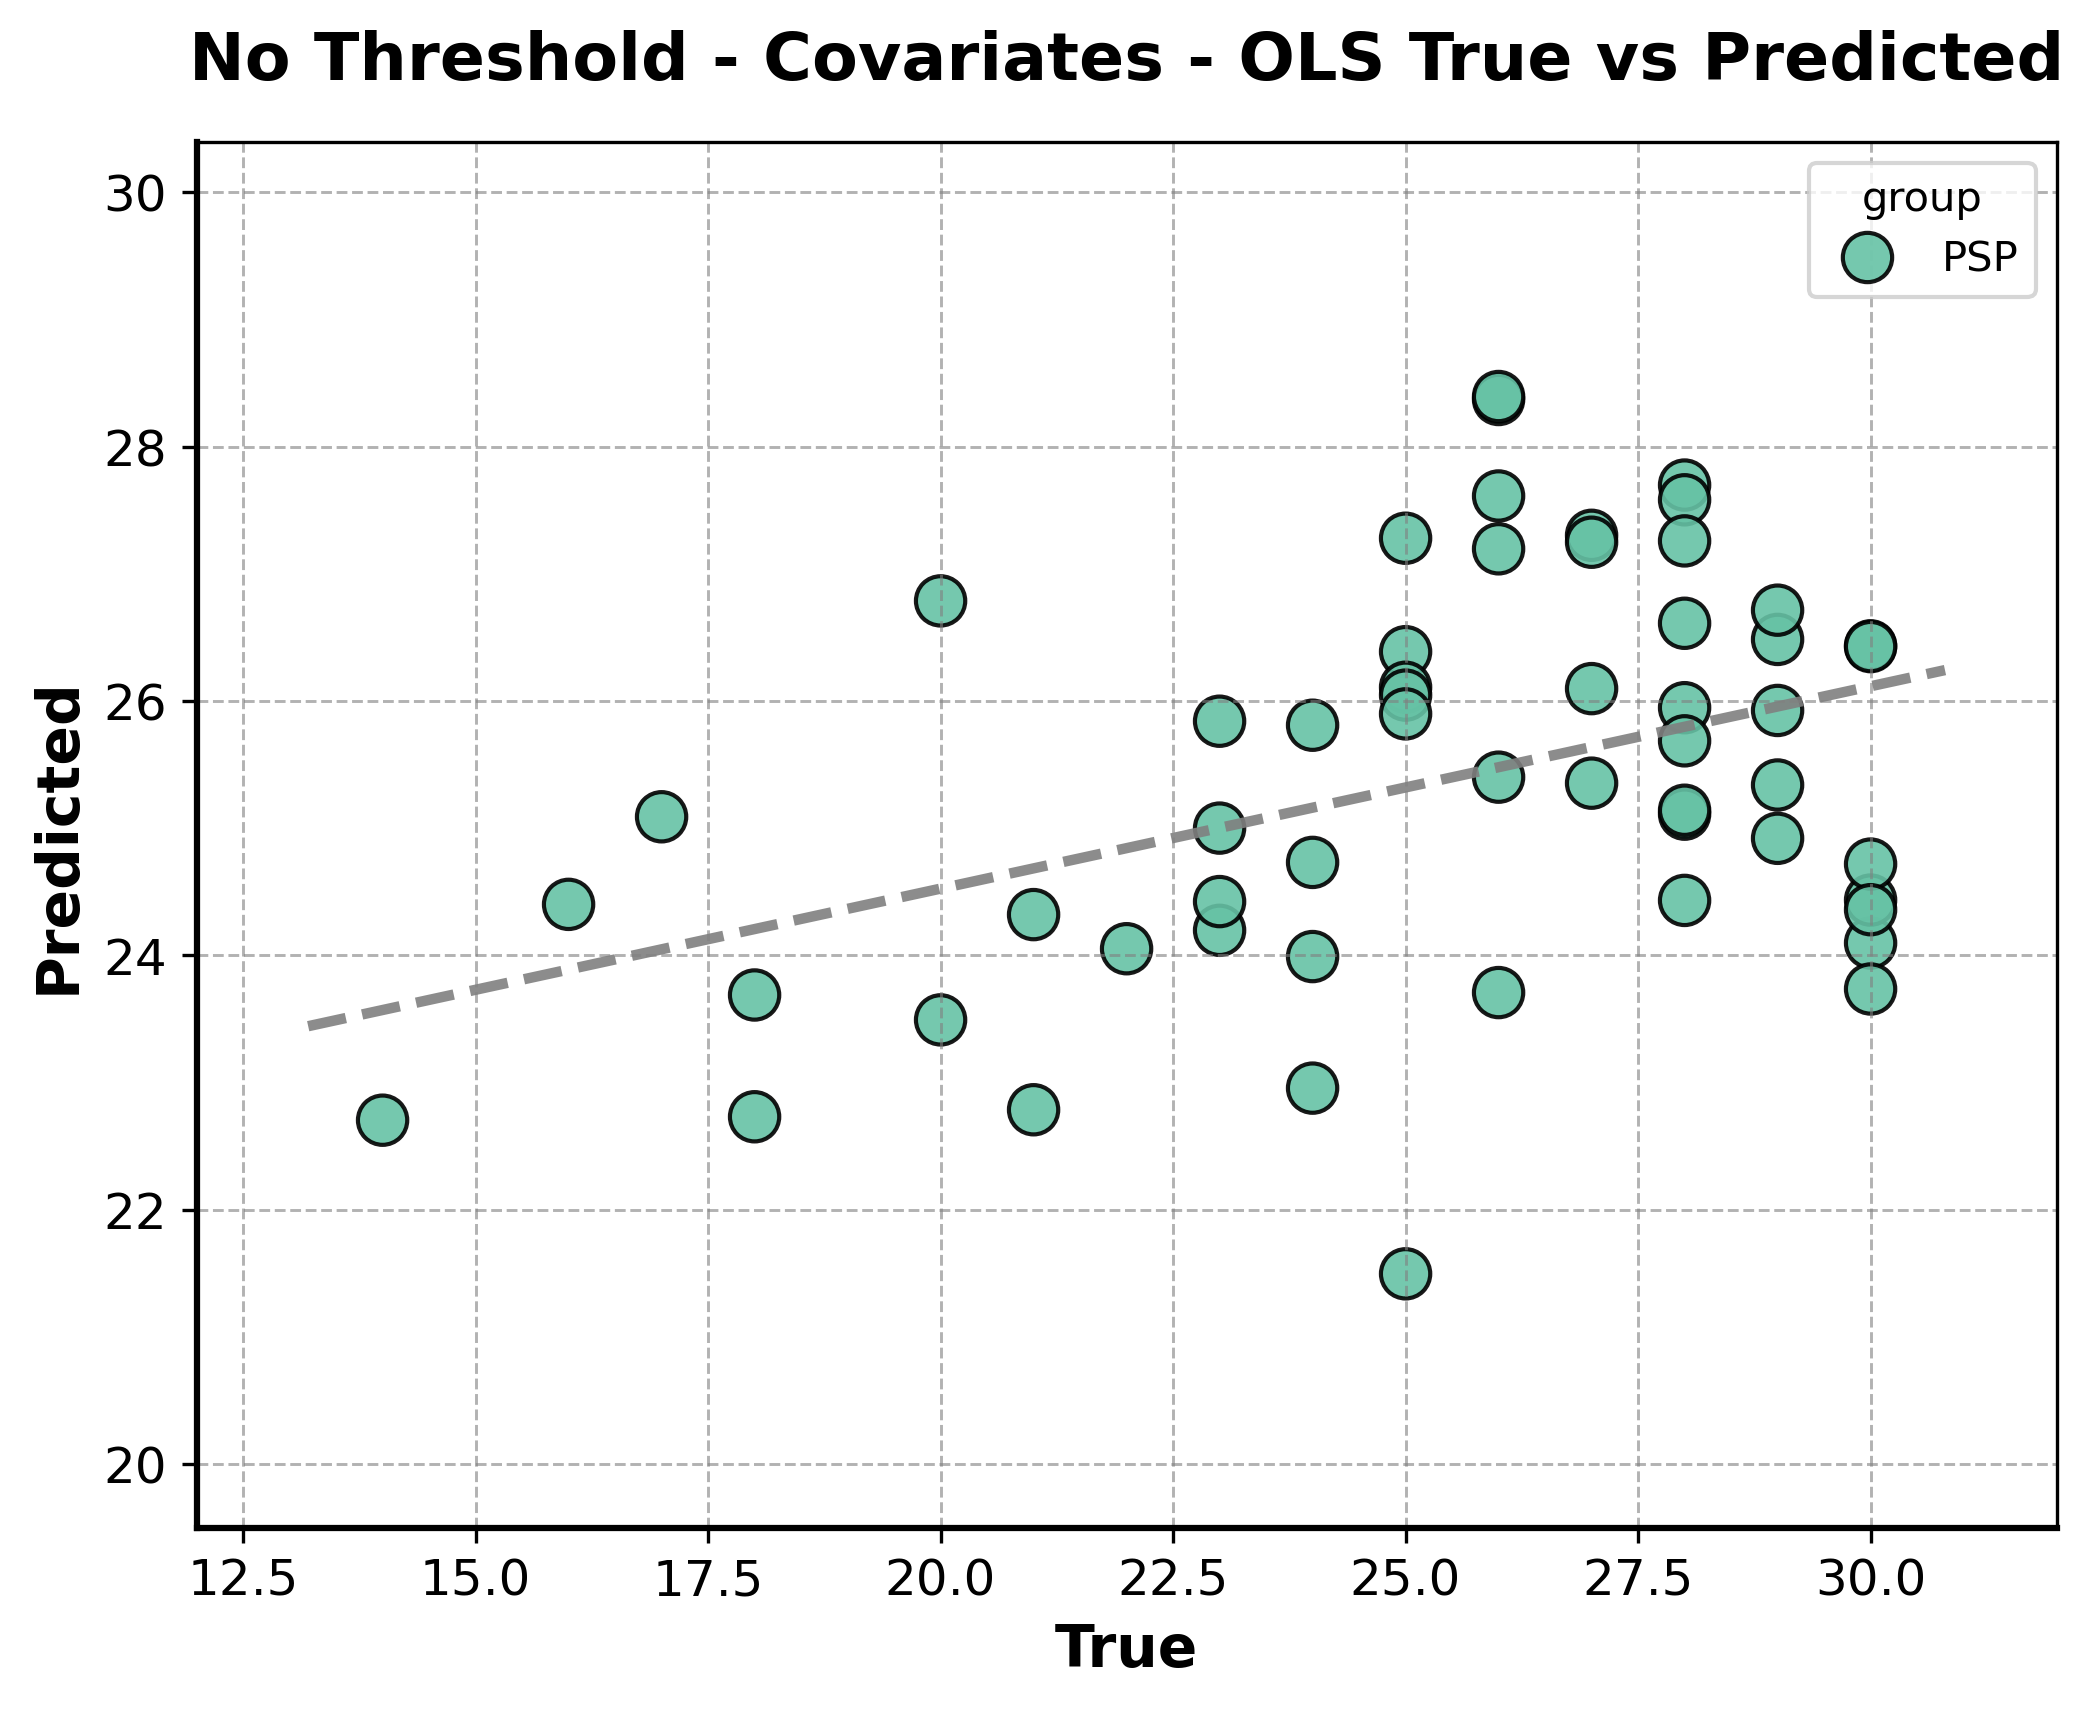 No Threshold - Covariates - OLS True vs Predicted
group
PSP
Predicted
30
28
26
24
22
20
12.5 15.0 17.5 20.0 22.5 25.0 27.5 30.0
True